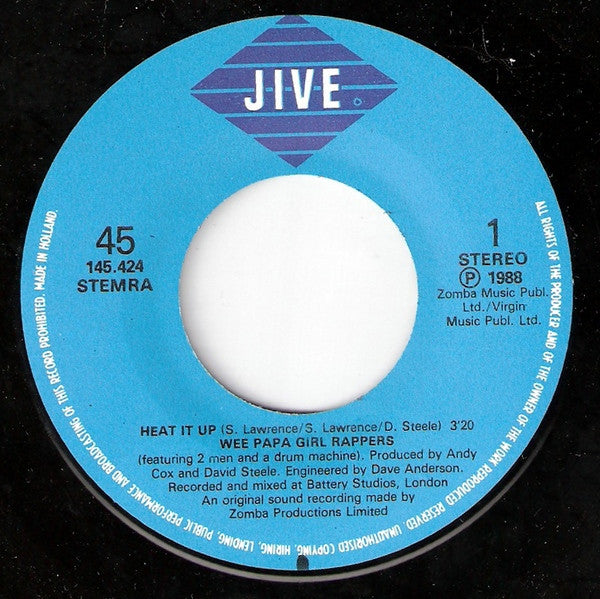 JIVE
45
145.424
STEMRA
1
STEREO
Ⓟ 1988
Zomba Music Publ.
Ltd./Virgin
Music Publ. Ltd.
HEAT IT UP (S. Lawrence/S. Lawrence/D. Steele) 3'20
WEE PAPA GIRL RAPPERS
(featuring 2 men and a drum machine). Produced by Andy
Cox and David Steele. Engineered by Dave Anderson.
Recorded and mixed at Battery Studios, London
An original sound recording made by
Zomba Productions Limited
ALL RIGHTS OF THE PRODUCER AND OF THE OWNER OF THE WORK REPRODUCED RESERVED. UNAUTHORISED COPYING, HIRING, LENDING, PUBLIC PERFORMANCE AND BROADCASTING OF THIS RECORD PROHIBITED. MADE IN HOLLAND.